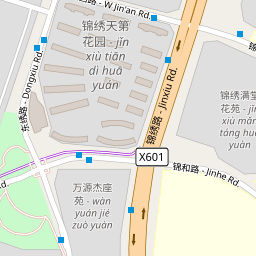 - W Jin'an Rd.
锦绣天第
花园 - jǐn
xiù tiān
dì huā
yuán
东绣路 - Dongxiu Rd.
锦绣路 - Jinxiu Rd.
锦绣满堂
花苑 - jǐn
xiù mǎn
táng huā
yuàn
X601
锦和路 - Jinhe Rd.
万源杰座
苑 - wàn
yuán jié
zuò yuàn